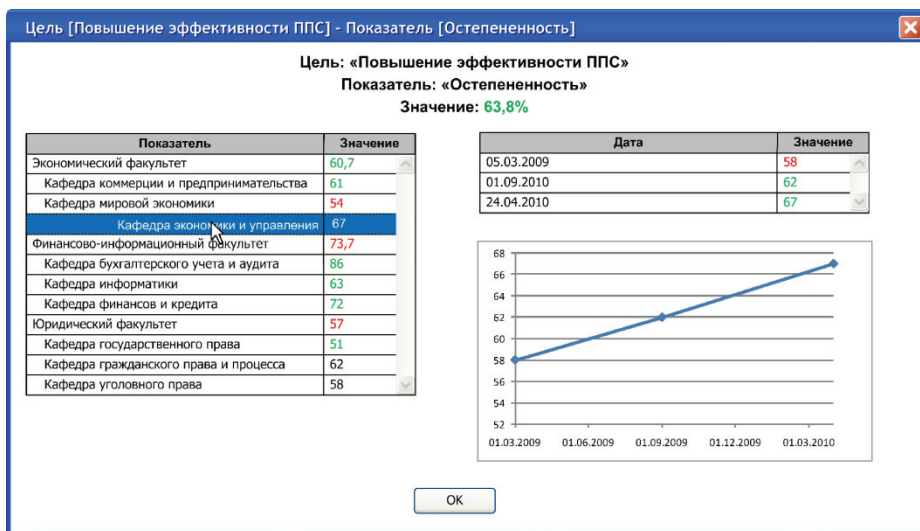 Цель [Повышение эффективности ППС] - Показатель [Остепененность]
Цель: «Повышение эффективности ППС»
Показатель: «Остепененность»
Значение: 63,8%
Показатель Значение
Экономический факультет 60,7
Кафедра коммерции и предпринимательства 61
Кафедра мировой экономики 54
Кафедра экономики и управления 67
Финансово-информационный факультет 73,7
Кафедра бухгалтерского учета и аудита 86
Кафедра информатики 63
Кафедра финансов и кредита 72
Юридический факультет 57
Кафедра государственного права 51
Кафедра гражданского права и процесса 62
Кафедра уголовного права 58
Дата Значение
05.03.2009 58
01.09.2010 62
24.04.2010 67
68
66
64
62
60
58
56
54
52
01.03.2009 01.06.2009 01.09.2009 01.12.2009 01.03.2010
ОК